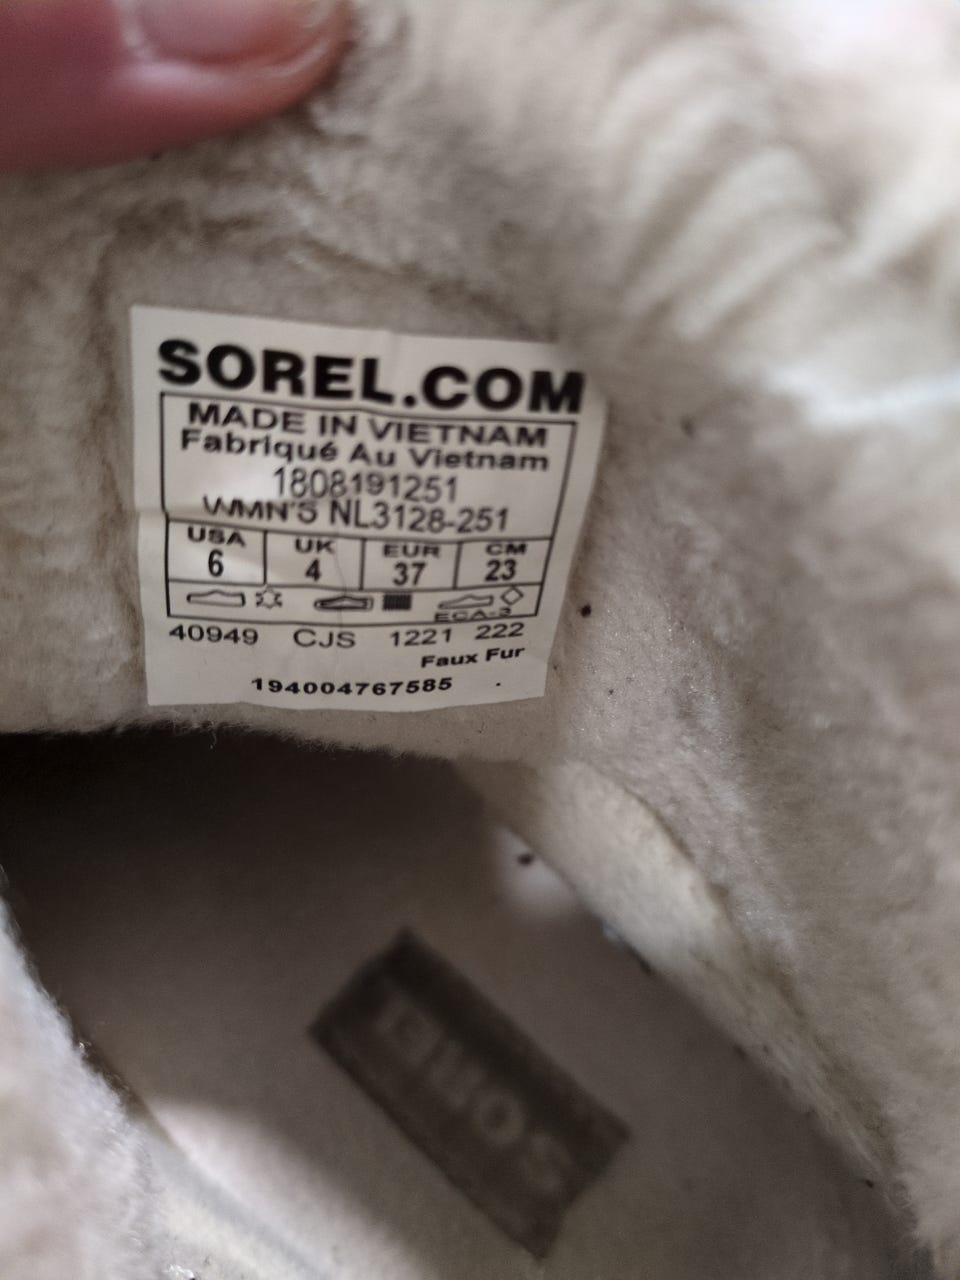 SOREL.COM
MADE IN VIETNAM
Fabriqué Au Vietnam
1808191251
WMN'S NL3128-251
USA UK EUR CM
6 4 37 23
ECA-3
40949 CJS 1221 222
Faux Fur
194004767585
SOREL